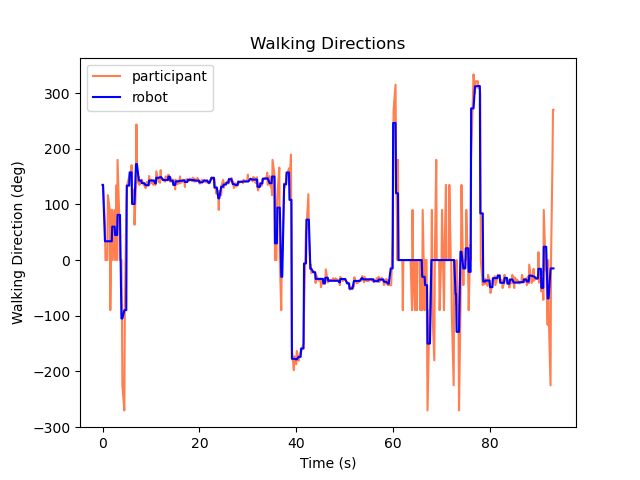 Walking Directions
participant
robot
300
200
100
0
−100
−200
−300
Walking Direction (deg)
0
20
40
60
80
Time (s)